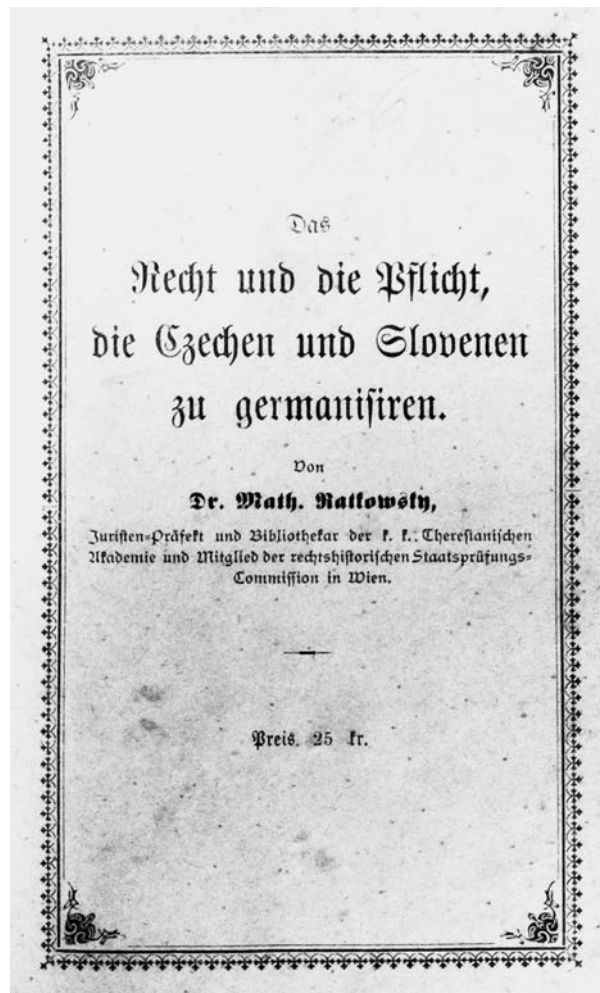 Das
Recht und die Pflicht,
die Czechen und Slovenen
zu germanisiren.
Von
Dr. Math. Ratkowsky,
Juristen-Präfekt und Bibliothekar der k. k. Theresianischen
Akademie und Mitglied der rechtshistorischen Staatsprüfungs-
Commission in Wien.
Preis. 25 kr.